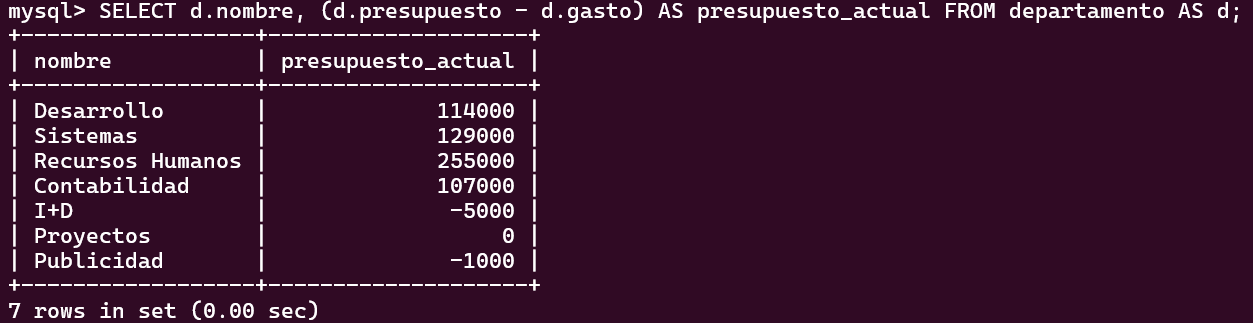 mysql> SELECT d.nombre, (d.presupuesto - d.gasto) AS presupuesto_actual FROM departamento AS d;
+------------------+--------------------+
| nombre           | presupuesto_actual |
+------------------+--------------------+
| Desarrollo       |             114000 |
| Sistemas         |             129000 |
| Recursos Humanos |             255000 |
| Contabilidad     |             107000 |
| I+D              |              -5000 |
| Proyectos        |                  0 |
| Publicidad       |              -1000 |
+------------------+--------------------+
7 rows in set (0.00 sec)